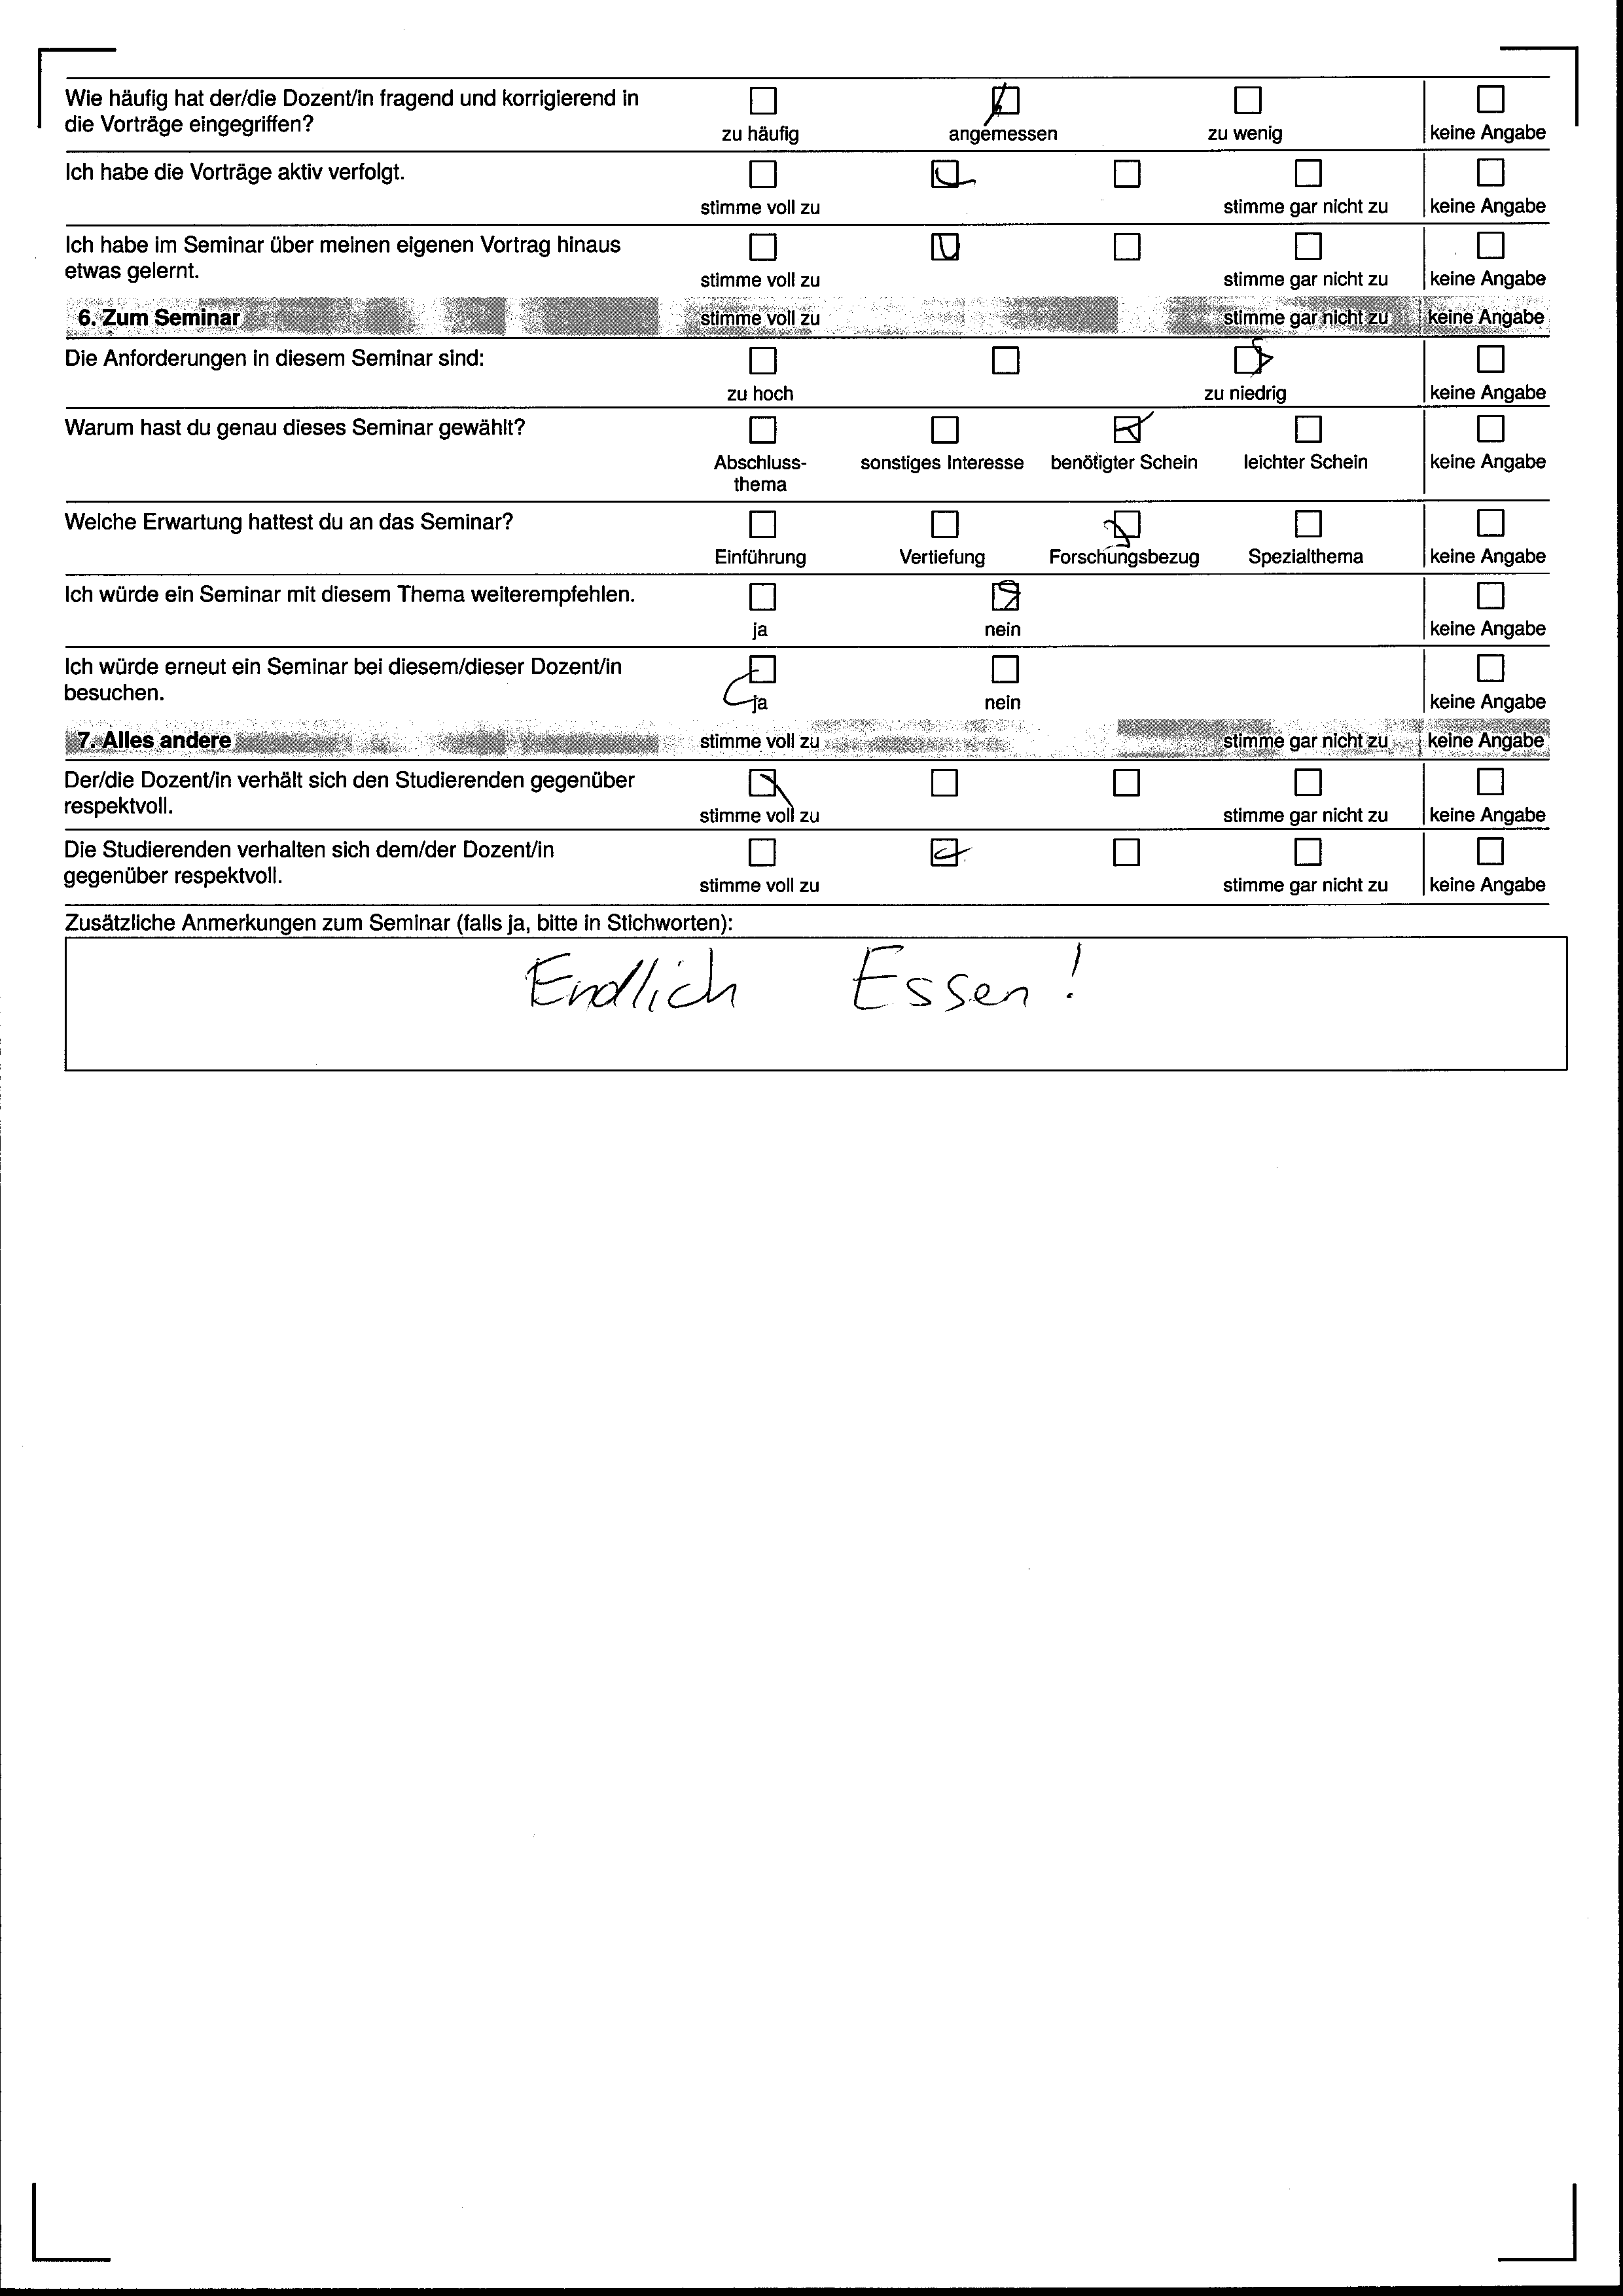 Wie häufig hat der/die Dozent/in fragend und korrigierend in
die Vorträge eingegriffen?
zu häufig angemessen zu wenig keine Angabe
Ich habe die Vorträge aktiv verfolgt.
stimme voll zu stimme gar nicht zu keine Angabe
Ich habe im Seminar über meinen eigenen Vortrag hinaus
etwas gelernt.
stimme voll zu stimme gar nicht zu keine Angabe
6. Zum Seminar stimme voll zu stimme gar nicht zu keine Angabe
Die Anforderungen in diesem Seminar sind:
zu hoch zu niedrig keine Angabe
Warum hast du genau dieses Seminar gewählt?
Abschluss- sonstiges Interesse benötigter Schein leichter Schein keine Angabe
thema
Welche Erwartung hattest du an das Seminar?
Einführung Vertiefung Forschungsbezug Spezialthema keine Angabe
Ich würde ein Seminar mit diesem Thema weiterempfehlen.
ja nein keine Angabe
Ich würde erneut ein Seminar bei diesem/dieser Dozent/in
besuchen.
ja nein keine Angabe
7. Alles andere stimme voll zu stimme gar nicht zu keine Angabe
Der/die Dozent/in verhält sich den Studierenden gegenüber
respektvoll.
stimme voll zu stimme gar nicht zu keine Angabe
Die Studierenden verhalten sich dem/der Dozent/in
gegenüber respektvoll.
stimme voll zu stimme gar nicht zu keine Angabe
Zusätzliche Anmerkungen zum Seminar (falls ja, bitte in Stichworten):
Endlich Essen!